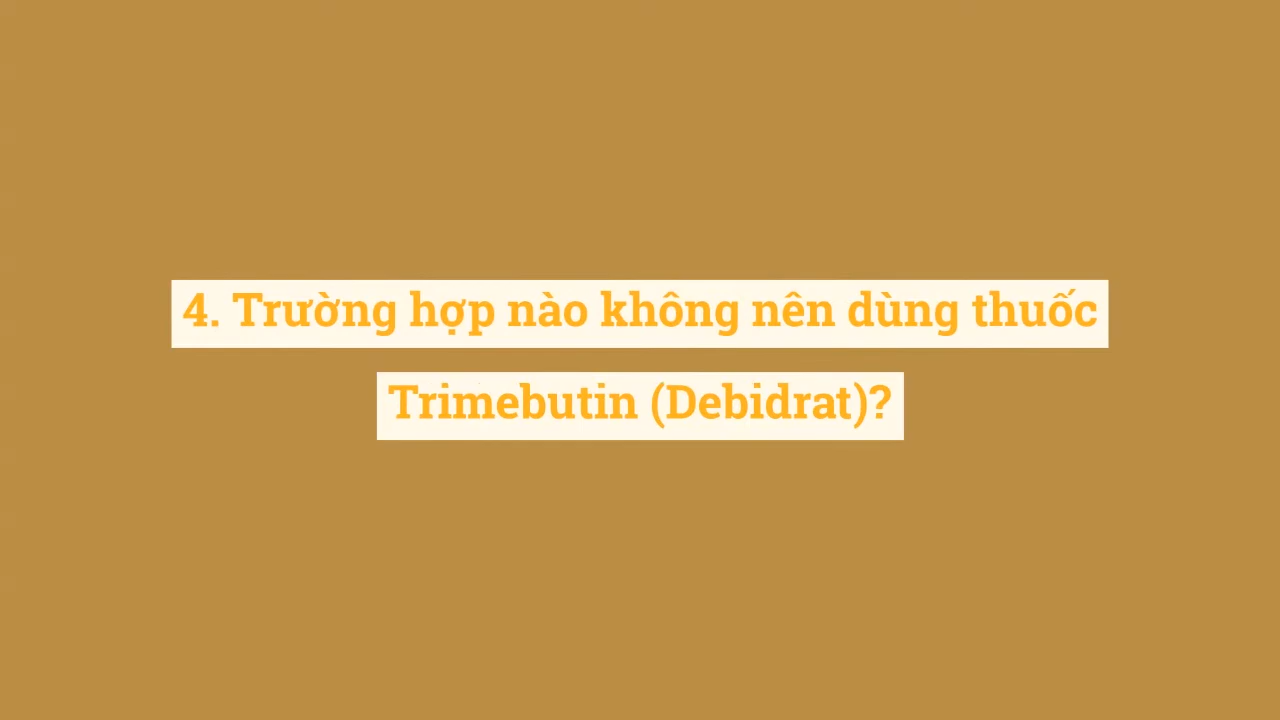 4. Trường hợp nào không nên dùng thuốc
Trimebutin (Debidrat)?